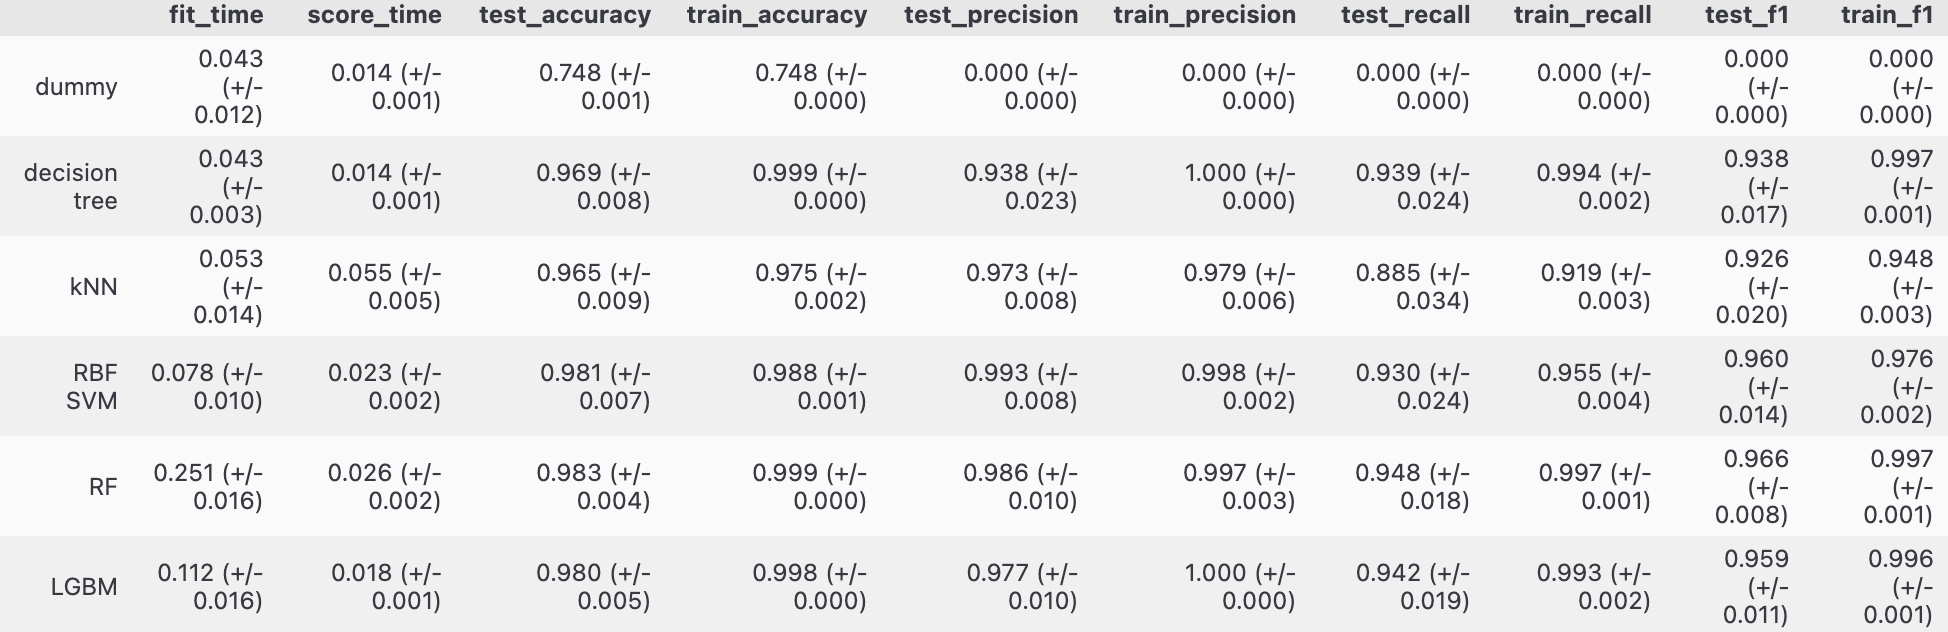 fit_time score_time test_accuracy train_accuracy test_precision train_precision test_recall train_recall test_f1 train_f1
dummy 0.043 (+/- 0.012) 0.014 (+/- 0.001) 0.748 (+/- 0.001) 0.748 (+/- 0.000) 0.000 (+/- 0.000) 0.000 (+/- 0.000) 0.000 (+/- 0.000) 0.000 (+/- 0.000) 0.000 (+/- 0.000) 0.000 (+/- 0.000)
decision tree 0.043 (+/- 0.003) 0.014 (+/- 0.001) 0.969 (+/- 0.008) 0.999 (+/- 0.000) 0.938 (+/- 0.023) 1.000 (+/- 0.000) 0.939 (+/- 0.024) 0.994 (+/- 0.002) 0.938 (+/- 0.017) 0.997 (+/- 0.001)
kNN 0.053 (+/- 0.014) 0.055 (+/- 0.005) 0.965 (+/- 0.009) 0.975 (+/- 0.002) 0.973 (+/- 0.008) 0.979 (+/- 0.006) 0.885 (+/- 0.034) 0.919 (+/- 0.003) 0.926 (+/- 0.020) 0.948 (+/- 0.003)
RBF SVM 0.078 (+/- 0.010) 0.023 (+/- 0.002) 0.981 (+/- 0.007) 0.988 (+/- 0.001) 0.993 (+/- 0.008) 0.998 (+/- 0.002) 0.930 (+/- 0.024) 0.955 (+/- 0.004) 0.960 (+/- 0.014) 0.976 (+/- 0.002)
RF 0.251 (+/- 0.016) 0.026 (+/- 0.002) 0.983 (+/- 0.004) 0.999 (+/- 0.000) 0.986 (+/- 0.010) 0.997 (+/- 0.003) 0.948 (+/- 0.018) 0.997 (+/- 0.001) 0.966 (+/- 0.008) 0.997 (+/- 0.001)
LGBM 0.112 (+/- 0.016) 0.018 (+/- 0.001) 0.980 (+/- 0.005) 0.998 (+/- 0.000) 0.977 (+/- 0.010) 1.000 (+/- 0.000) 0.942 (+/- 0.019) 0.993 (+/- 0.002) 0.959 (+/- 0.011) 0.996 (+/- 0.001)